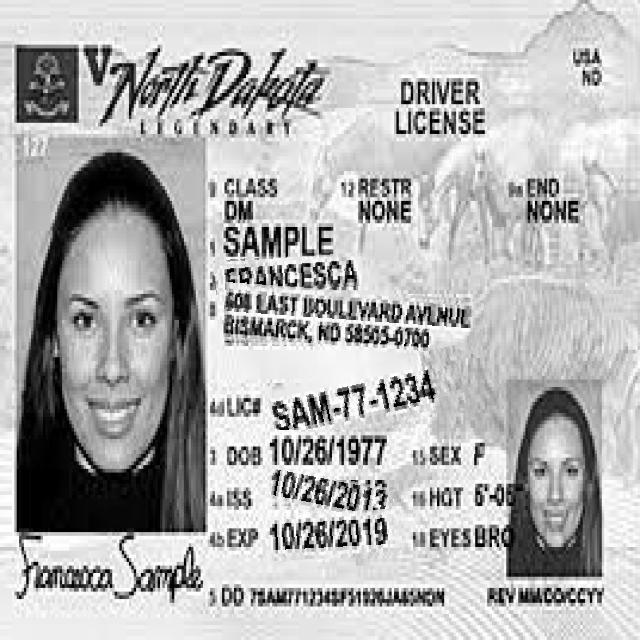 V North Dakota
LEGENDARY
DRIVER
LICENSE
USA
ND
9 CLASS
DM
12 RESTR
NONE
9a END
NONE
1 SAMPLE
2 FRANCESCA
8 608 EAST BOULEVARD AVENUE
BISMARCK, ND 58505-0700
4d LIC# SAM-77-1234
3 DOB 10/26/1977
15 SEX F
4a ISS 10/26/2013
16 HGT 5'-06"
4b EXP 10/26/2019
18 EYES BRO
Francesca Sample
5 DD
REV MM/DD/CCYY